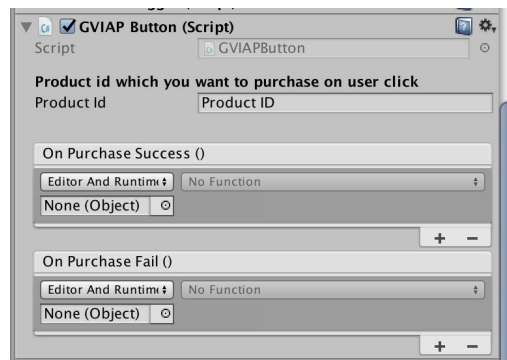 GVIAP Button (Script)
Script GVIAPButton
Product id which you want to purchase on user click
Product Id Product ID
On Purchase Success ()
Editor And Runtime No Function
None (Object)
+ −
On Purchase Fail ()
Editor And Runtime No Function
None (Object)
+ −